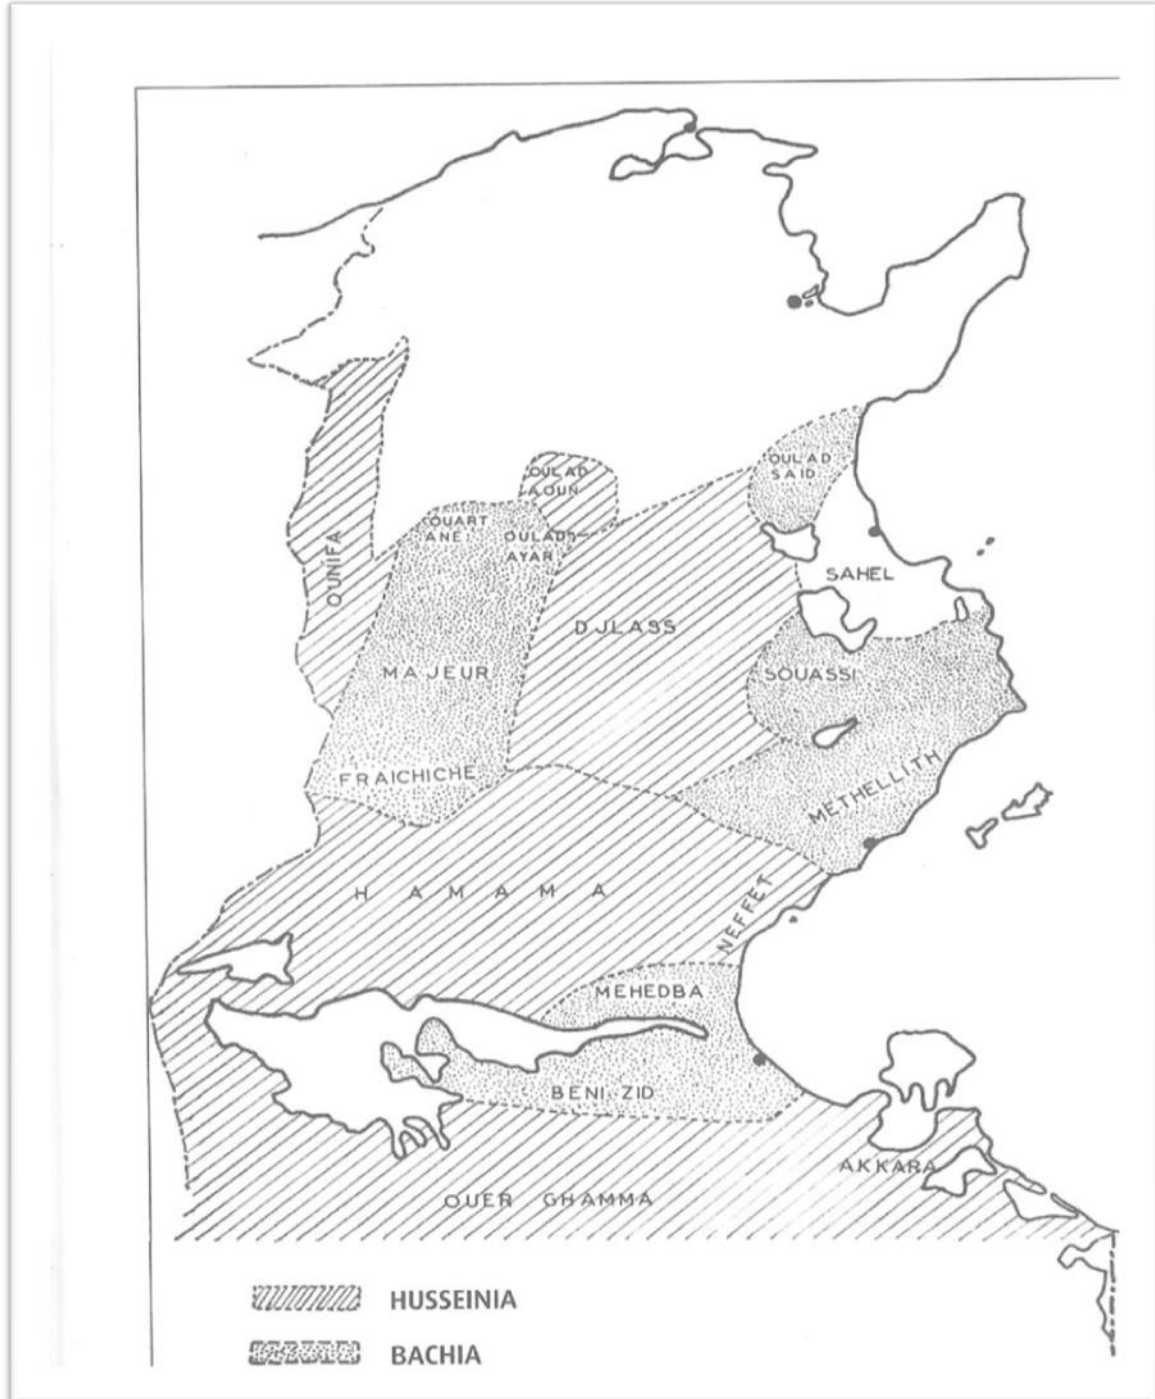 OULAD
SAID
OULAD
AOUN
OUART
ANE
OULAD
AYAR
OUNIFA
SAHEL
DJLASS
MAJEUR
SOUASSI
FRAICHICHE
METHELLITH
HAMAMA
NEFFET
MEHEDBA
BENI ZID
AKKARA
OUER GHAMMA
HUSSEINIA
BACHIA